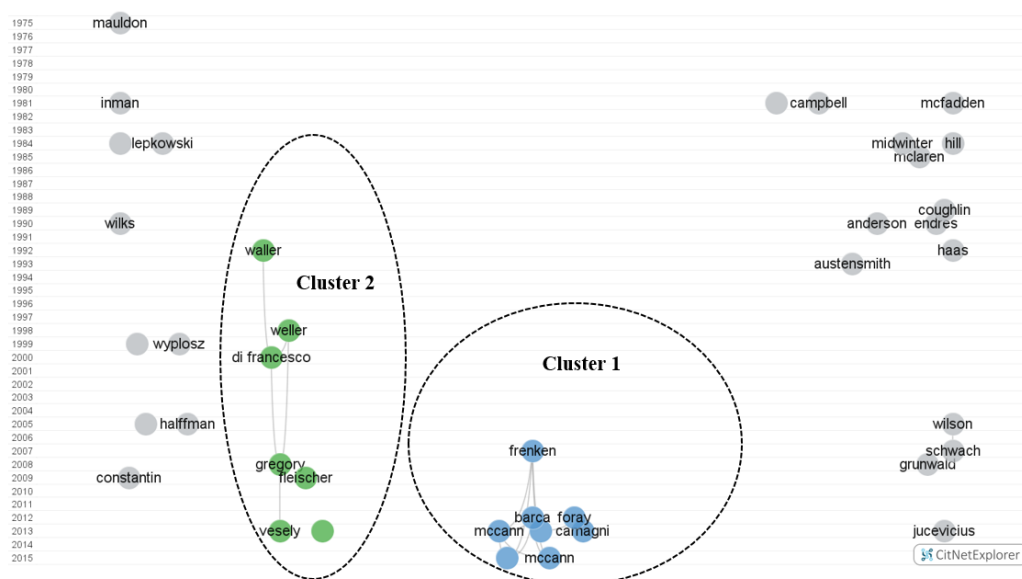 1975 mauldon
1976
1977
1978
1979
1980
1981 inman campbell mcfadden
1982
1983
1984 lepkowski midwinter hill
1985 mclaren
1986
1987
1988
1989 coughlin
1990 wilks anderson endres
1991
1992 waller haas
1993 austensmith
1994
Cluster 2
1995
1996
1997
1998 weller
1999 wyplosz
2000 di francesco
Cluster 1
2001
2002
2003
2004
2005 halffman wilson
2006
2007 frenken schwach
2008 gregory grunwald
2009 constantin fleischer
2010
2011
2012 barca foray
2013 vesely mccann camagni jucevicius
2014
2015 mccann
CitNetExplorer